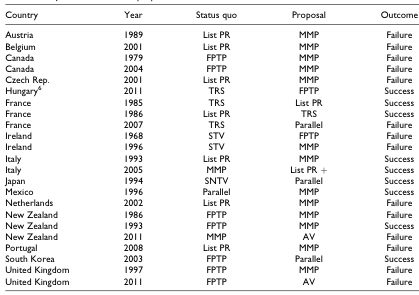 Country Year Status quo Proposal Outcome
Austria 1989 List PR MMP Failure
Belgium 2001 List PR MMP Failure
Canada 1979 FPTP MMP Failure
Canada 2004 FPTP MMP Failure
Czech Rep. 2001 List PR MMP Failure
Hungary⁶ 2011 TRS FPTP Success
France 1985 TRS List PR Success
France 1986 List PR TRS Success
France 2007 TRS Parallel Failure
Ireland 1968 STV FPTP Failure
Ireland 1996 STV MMP Failure
Italy 1993 List PR MMP Success
Italy 2005 MMP List PR + Success
Japan 1994 SNTV Parallel Success
Mexico 1996 Parallel MMP Success
Netherlands 2002 List PR MMP Failure
New Zealand 1986 FPTP MMP Failure
New Zealand 1993 FPTP MMP Success
New Zealand 2011 MMP AV Failure
Portugal 2008 List PR MMP Failure
South Korea 2003 FPTP Parallel Success
United Kingdom 1997 FPTP MMP Failure
United Kingdom 2011 FPTP AV Failure